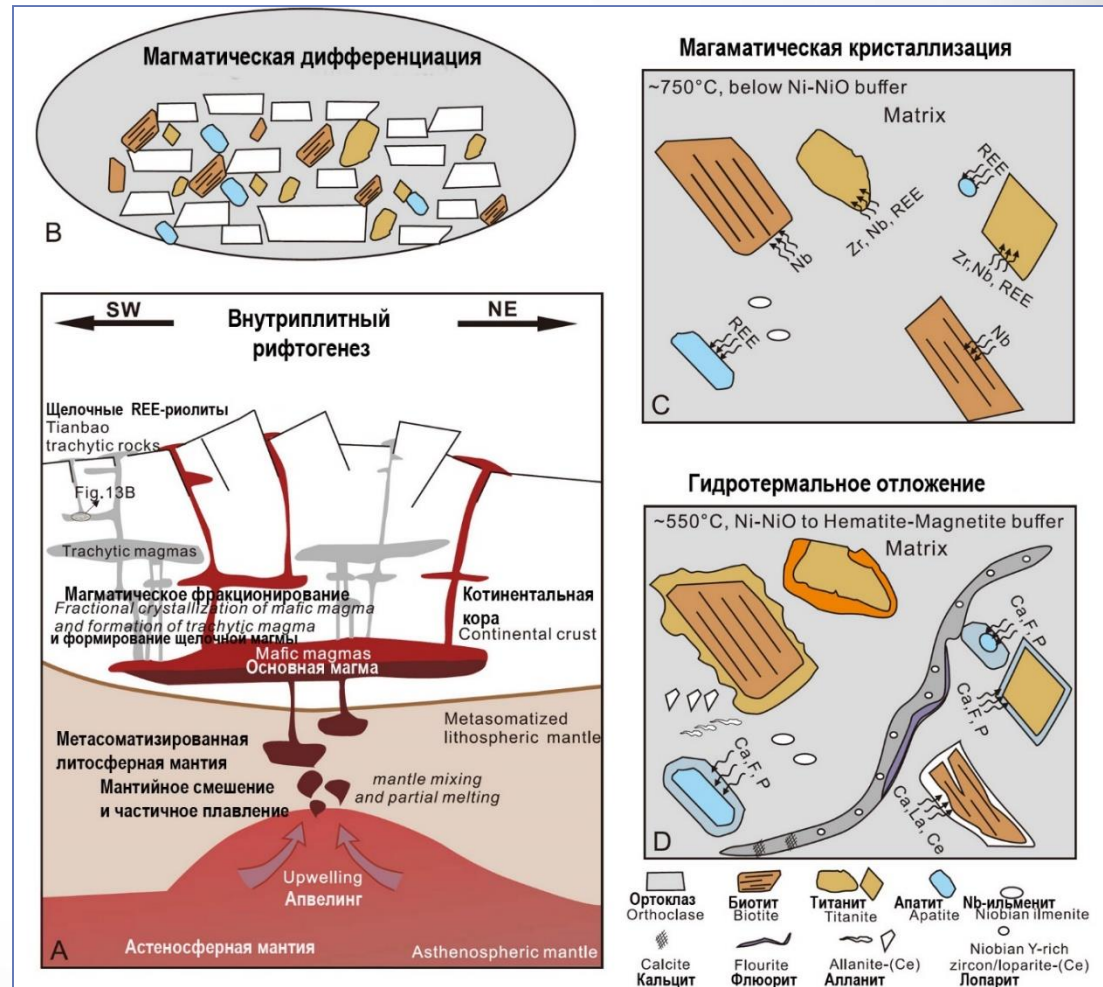 Магматическая дифференциация
B
SW
NE
Внутриплитный
рифтогенез
Щелочные REE-риолиты
Tianbao
trachytic rocks
Fig.13B
Trachytic magmas
Магматическое фракционирование
Fractional crystallization of mafic magma
and formation of trachytic magma
и формирование щелочной магмы
Котинентальная
кора
Continental crust
Mafic magmas
Основная магма
Metasomatized
lithospheric mantle
Метасоматизированная
литосферная мантия
Мантийное смешение
и частичное плавление
mantle mixing
and partial melting
Upwelling
Апвелинг
A
Астеносферная мантия
Asthenospheric mantle
Магаматическая кристаллизация
~750°C, below Ni-NiO buffer
Matrix
Nb
Zr, Nb, REE
REE
Zr, Nb, REE
REE
Nb
C
Гидротермальное отложение
~550°C, Ni-NiO to Hematite-Magnetite buffer
Matrix
Ca,F,P
Ca,F,P
Ca,F,P
Ca,La,Ce
D
Ортоклаз
Orthoclase
Биотит
Biotite
Титанит
Titanite
Апатит
Apatite
Nb-ильменит
Niobian ilmenite
Calcite
Кальцит
Flourite
Флюорит
Allanite-(Ce)
Алланит
Niobian Y-rich
zircon/loparite-(Ce)
Лопарит